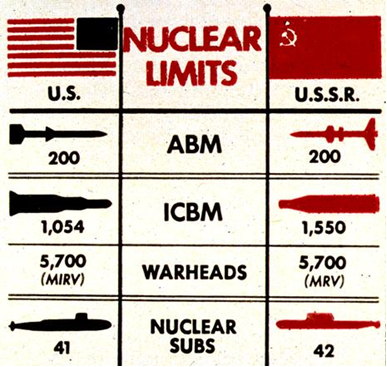 NUCLEAR
LIMITS
U.S.
U.S.S.R.
200
ABM
200
1,054
ICBM
1,550
5,700
(MIRV)
WARHEADS
5,700
(MRV)
41
NUCLEAR
SUBS
42